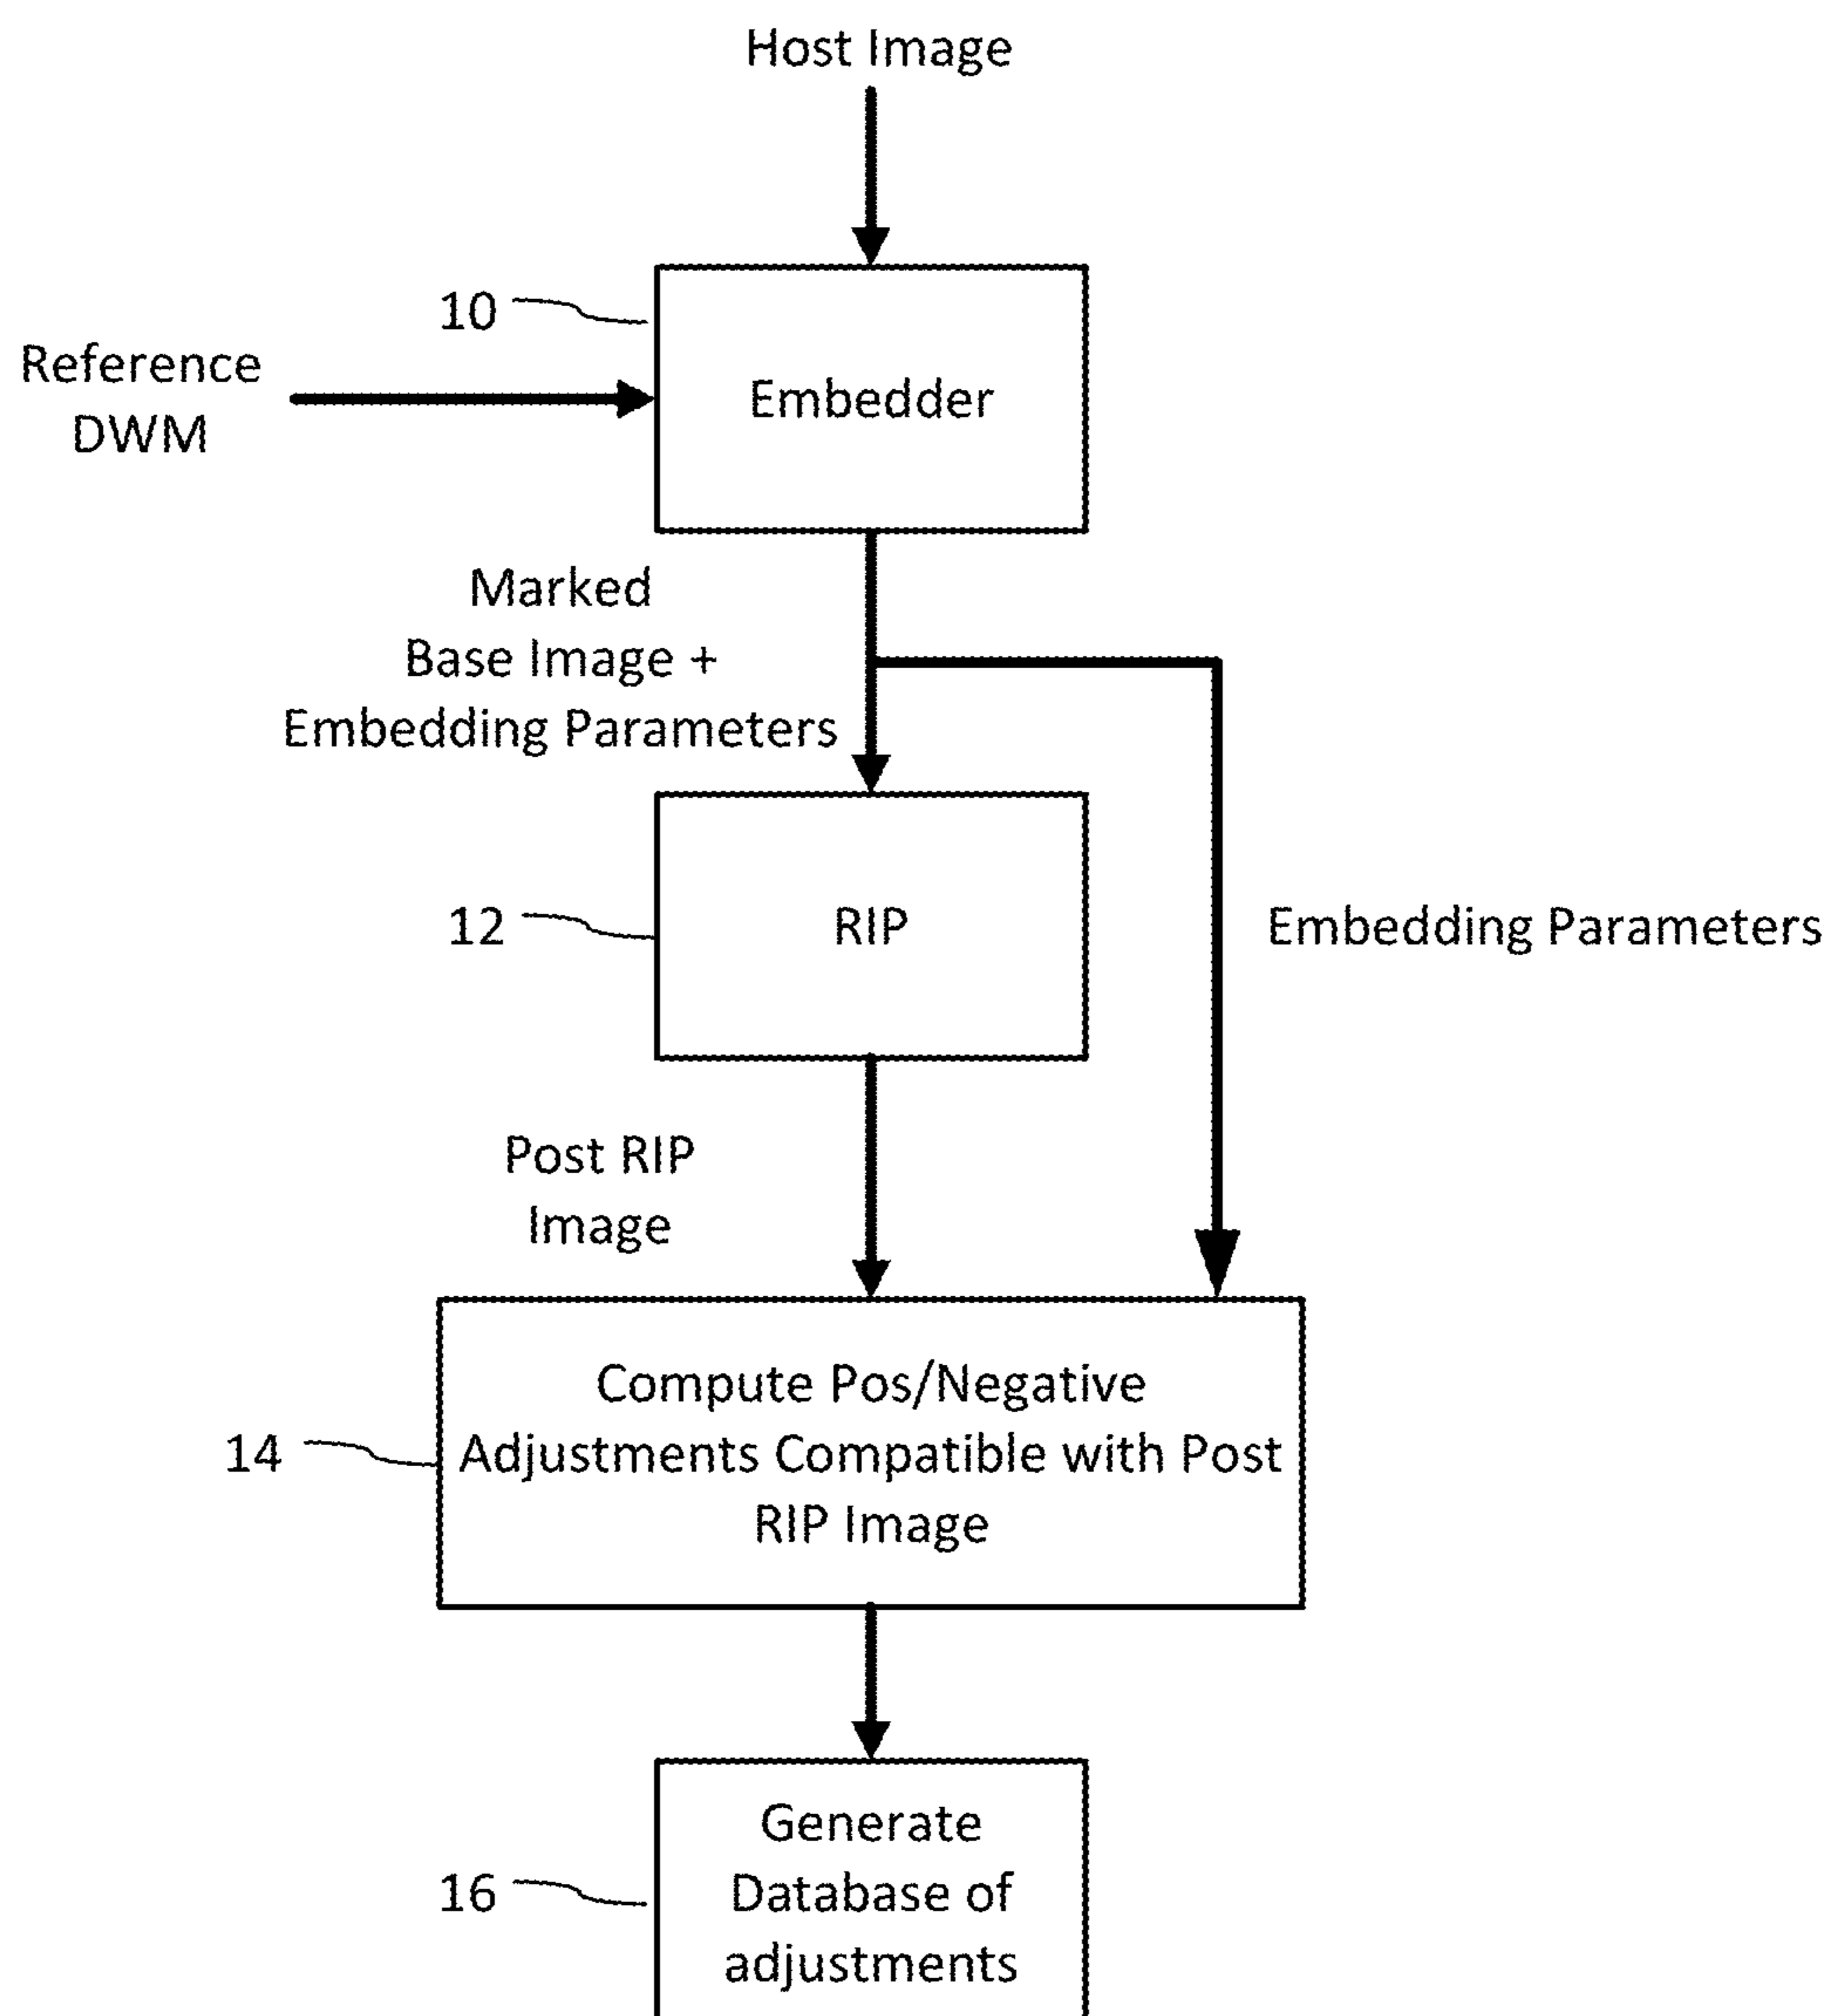 Host Image
10
Reference
DWM
Embedder
Marked
Base Image +
Embedding Parameters
12
RIP
Embedding Parameters
Post RIP
Image
Compute Pos/Negative
14
Adjustments Compatible with Post
RIP Image
Generate
16
Database of
adjustments